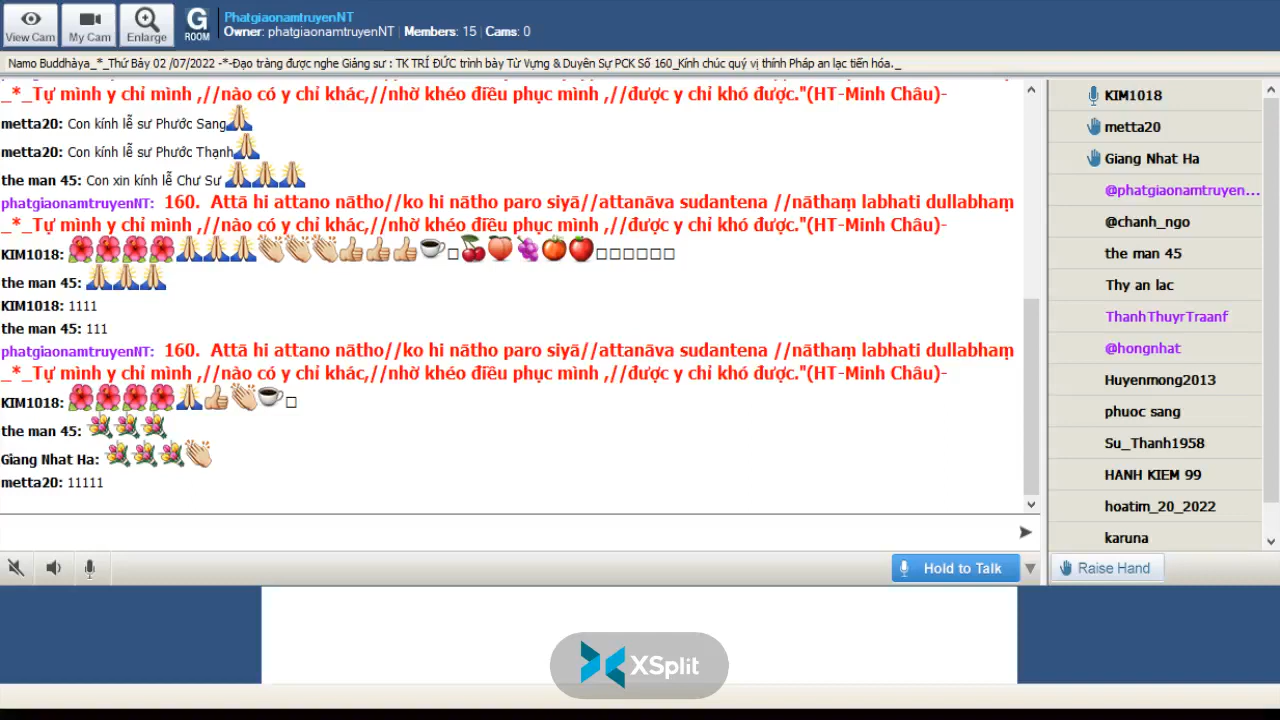 View Cam
My Cam
Enlarge
G
ROOM
PhatgiaonamtruyenNT
Owner: phatgiaonamtruyenNT | Members: 15 | Cams: 0
Namo Buddhàya_*_Thứ Bảy 02 /07/2022 -*-Đạo tràng được nghe Giảng sư : TK TRÍ ĐỨC trình bày Từ Vựng & Duyên Sự PCK Số 160_Kính chúc quý vị thính Pháp an lạc tiến hóa._
_*_Tự mình y chỉ mình ,//nào có y chỉ khác,//nhờ khéo điều phục mình ,//được y chỉ khó được."(HT-Minh Châu)-
metta20: Con kính lễ sư Phước Sang
metta20: Con kính lễ sư Phước Thạnh
the man 45: Con xin kính lễ Chư Sư
phatgiaonamtruyenNT: 160. Attā hi attano nātho//ko hi nātho paro siyā//attanāva sudantena //nāthaṃ labhati dullabhaṃ
_*_Tự mình y chỉ mình ,//nào có y chỉ khác,//nhờ khéo điều phục mình ,//được y chỉ khó được."(HT-Minh Châu)-
KIM1018:
the man 45:
KIM1018: 1111
the man 45: 111
phatgiaonamtruyenNT: 160. Attā hi attano nātho//ko hi nātho paro siyā//attanāva sudantena //nāthaṃ labhati dullabhaṃ
_*_Tự mình y chỉ mình ,//nào có y chỉ khác,//nhờ khéo điều phục mình ,//được y chỉ khó được."(HT-Minh Châu)-
KIM1018:
the man 45:
Giang Nhat Ha:
metta20: 11111
KIM1018
metta20
Giang Nhat Ha
@phatgiaonamtruyen...
@chanh_ngo
the man 45
Thy an lac
ThanhThuyrTraanf
@hongnhat
Huyenmong2013
phuoc sang
Su_Thanh1958
HANH KIEM 99
hoatim_20_2022
karuna
Hold to Talk
Raise Hand
XSplit